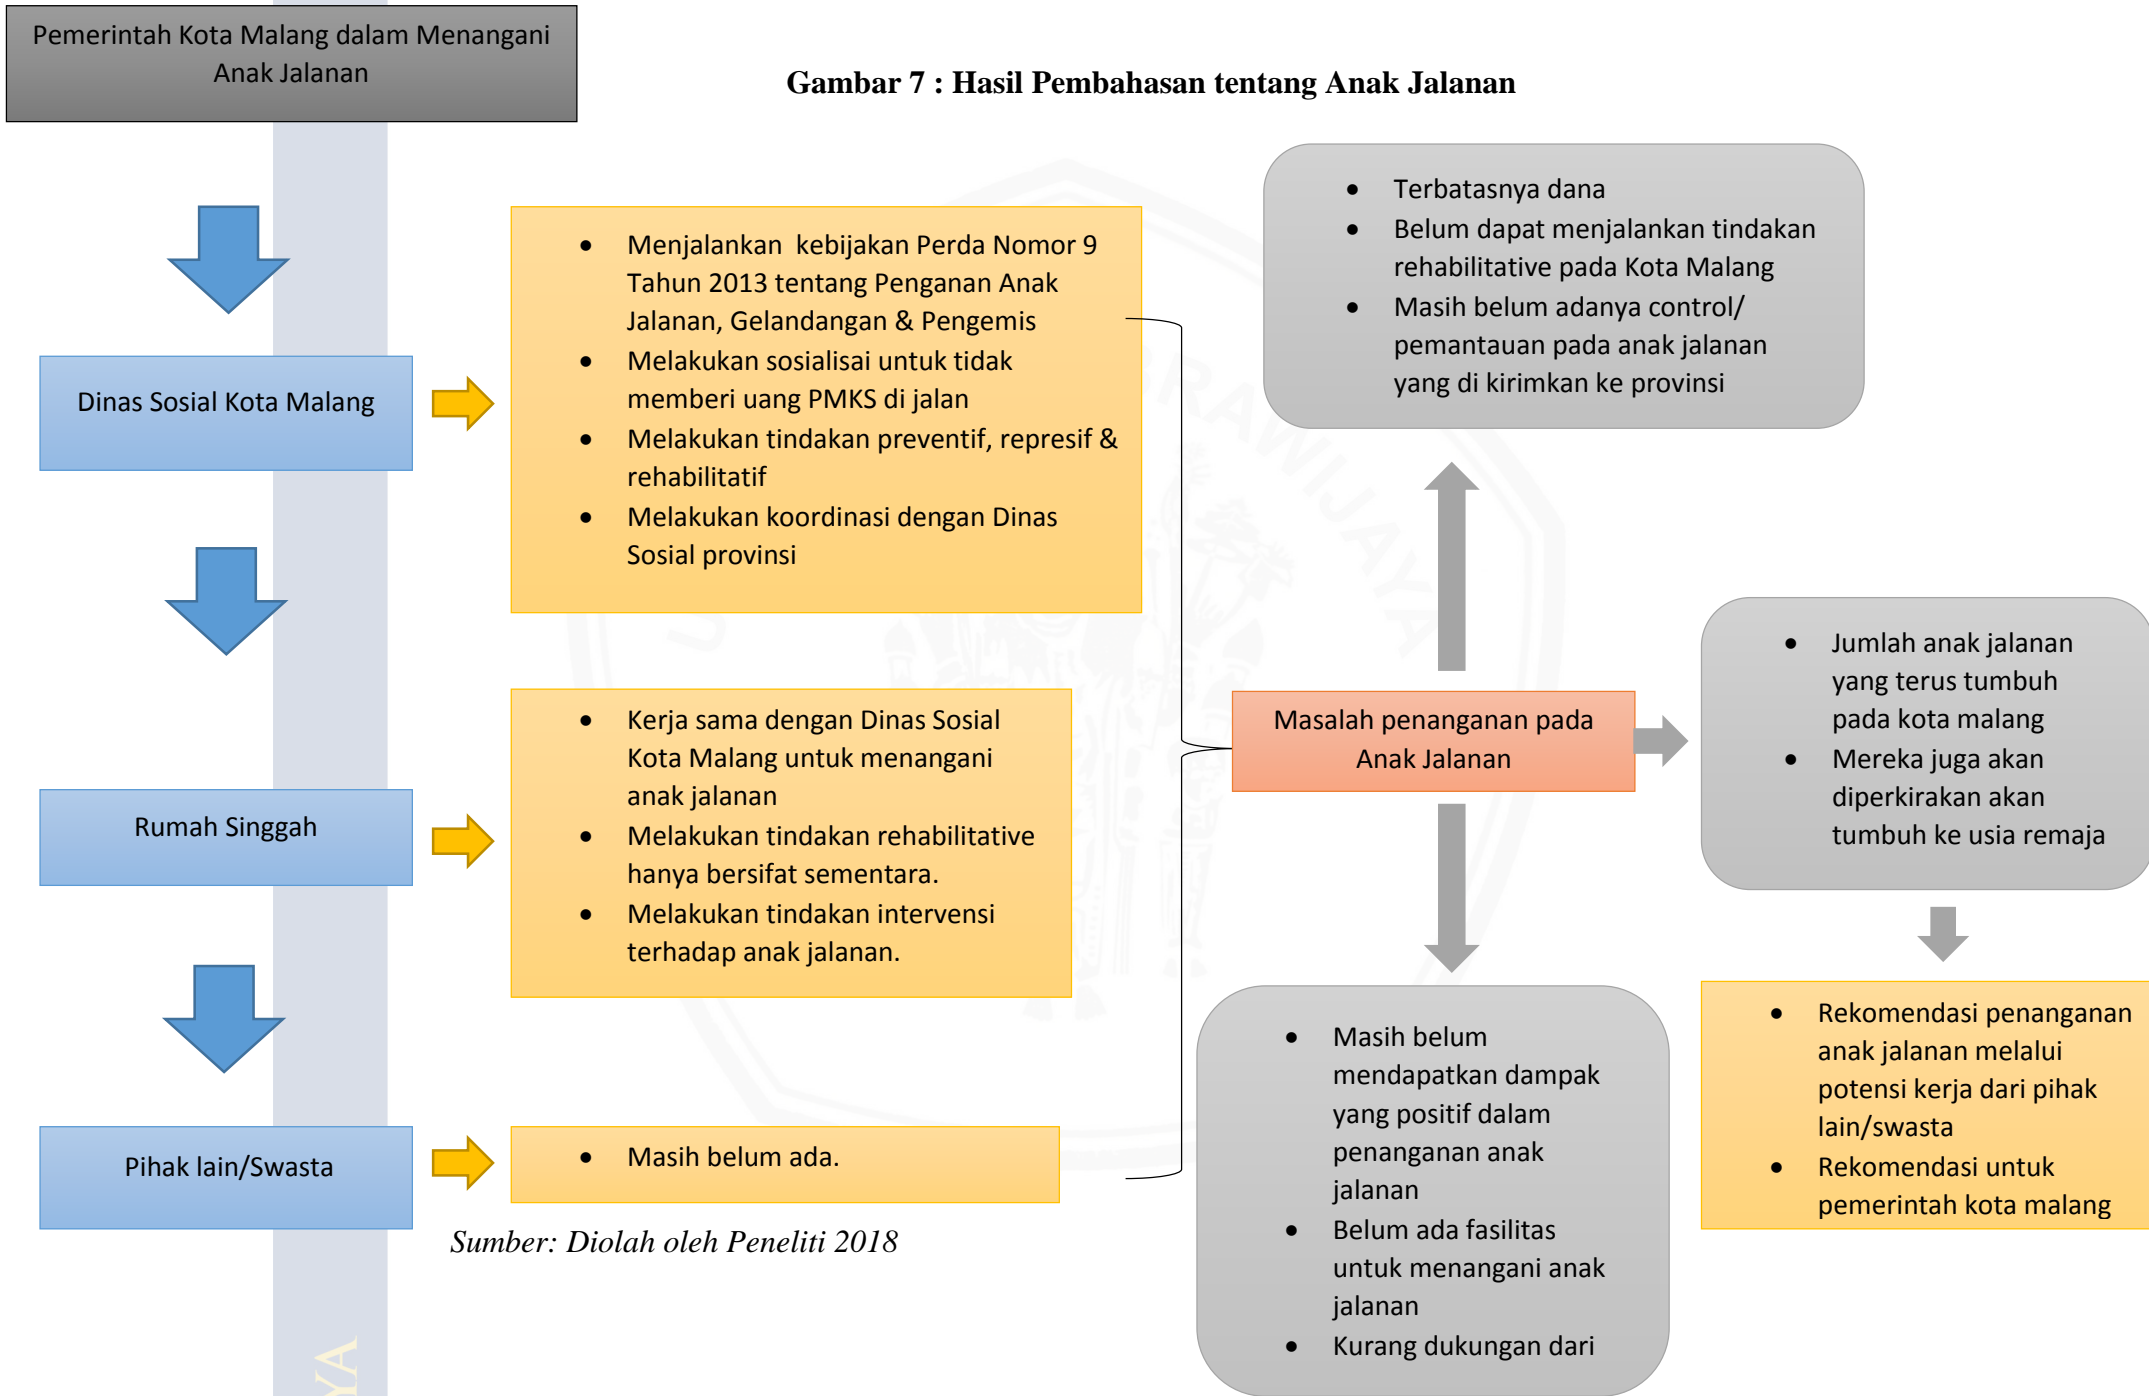 Pemerintah Kota Malang dalam Menangani
Anak Jalanan
Gambar 7 : Hasil Pembahasan tentang Anak Jalanan
Dinas Sosial Kota Malang
• Menjalankan kebijakan Perda Nomor 9
Tahun 2013 tentang Penganan Anak
Jalanan, Gelandangan & Pengemis
• Melakukan sosialisai untuk tidak
memberi uang PMKS di jalan
• Melakukan tindakan preventif, represif &
rehabilitatif
• Melakukan koordinasi dengan Dinas
Sosial provinsi
Rumah Singgah
• Kerja sama dengan Dinas Sosial
Kota Malang untuk menangani
anak jalanan
• Melakukan tindakan rehabilitative
hanya bersifat sementara.
• Melakukan tindakan intervensi
terhadap anak jalanan.
Pihak lain/Swasta
• Masih belum ada.
Masalah penanganan pada
Anak Jalanan
• Terbatasnya dana
• Belum dapat menjalankan tindakan
rehabilitative pada Kota Malang
• Masih belum adanya control/
pemantauan pada anak jalanan
yang di kirimkan ke provinsi
• Jumlah anak jalanan
yang terus tumbuh
pada kota malang
• Mereka juga akan
diperkirakan akan
tumbuh ke usia remaja
• Masih belum
mendapatkan dampak
yang positif dalam
penanganan anak
jalanan
• Belum ada fasilitas
untuk menangani anak
jalanan
• Kurang dukungan dari
• Rekomendasi penanganan
anak jalanan melalui
potensi kerja dari pihak
lain/swasta
• Rekomendasi untuk
pemerintah kota malang
Sumber: Diolah oleh Peneliti 2018
YA
BRAWIJAYA